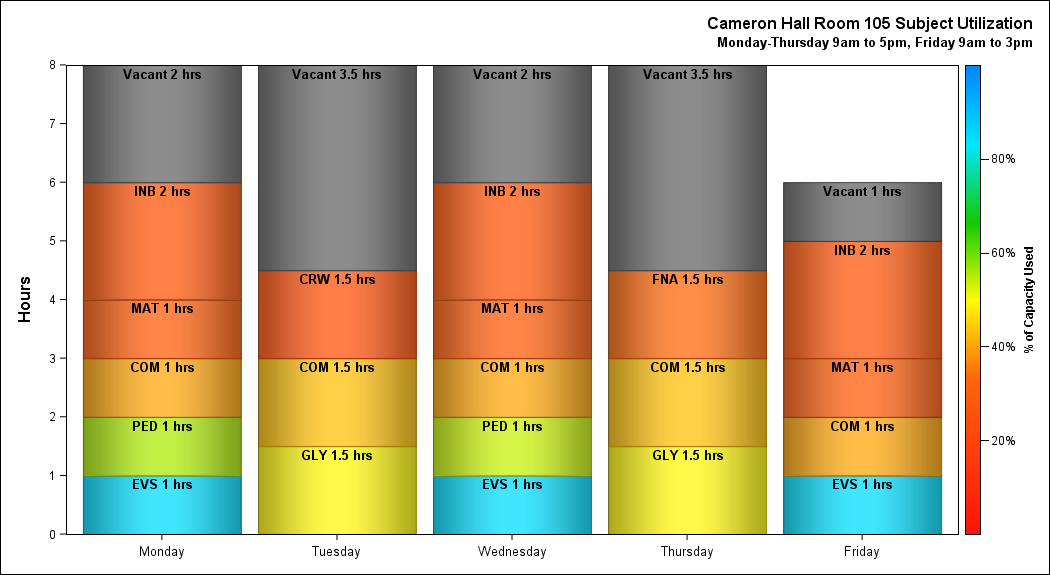 Cameron Hall Room 105 Subject Utilization
Monday-Thursday 9am to 5pm, Friday 9am to 3pm
Hours
8
7
6
5
4
3
2
1
0
Vacant 2 hrs
INB 2 hrs
MAT 1 hrs
COM 1 hrs
PED 1 hrs
EVS 1 hrs
Monday
Vacant 3.5 hrs
CRW 1.5 hrs
COM 1.5 hrs
GLY 1.5 hrs
Tuesday
Vacant 2 hrs
INB 2 hrs
MAT 1 hrs
COM 1 hrs
PED 1 hrs
EVS 1 hrs
Wednesday
Vacant 3.5 hrs
FNA 1.5 hrs
COM 1.5 hrs
GLY 1.5 hrs
Thursday
Vacant 1 hrs
INB 2 hrs
MAT 1 hrs
COM 1 hrs
EVS 1 hrs
Friday
80%
60%
40%
20%
% of Capacity Used